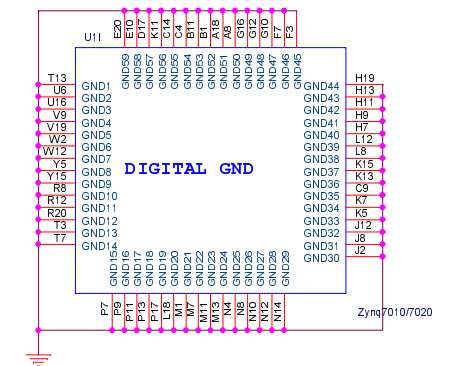 E20 E10 D17 K11 C14 C4 B11 B1 A18 A8 G16 G12 G10 F7 F3
U1I
GND59 GND58 GND57 GND56 GND55 GND54 GND53 GND52 GND51 GND50 GND49 GND48 GND47 GND46 GND45
T13 GND1 GND44 H19
U6 GND2 GND43 H13
U16 GND3 GND42 H11
V9 GND4 GND41 H9
V19 GND5 GND40 H7
W2 GND6 GND39 L12
W12 GND7 GND38 L8
Y5 GND8 GND37 K15
DIGITAL GND
Y15 GND9 GND36 K13
R8 GND10 GND35 C9
R12 GND11 GND34 K7
R20 GND12 GND33 K5
T3 GND13 GND32 J12
T7 GND14 GND31 J8
GND30 J2
GND15 GND16 GND17 GND18 GND19 GND20 GND21 GND22 GND23 GND24 GND25 GND26 GND27 GND28 GND29
P7 P9 P11 P13 P17 L18 M1 M7 M11 M13 N4 N8 N10 N12 N14
Zynq7010/7020